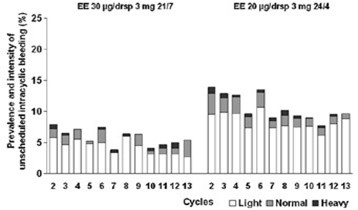 EE 30 µg/drsp 3 mg 21/7
EE 20 µg/drsp 3 mg 24/4
Prevalence and intensity of
unscheduled intracyclic bleeding (%)
25
20
15
10
5
0
2 3 4 5 6 7 8 9 10 11 12 13
2 3 4 5 6 7 8 9 10 11 12 13
Cycles
Light Normal Heavy